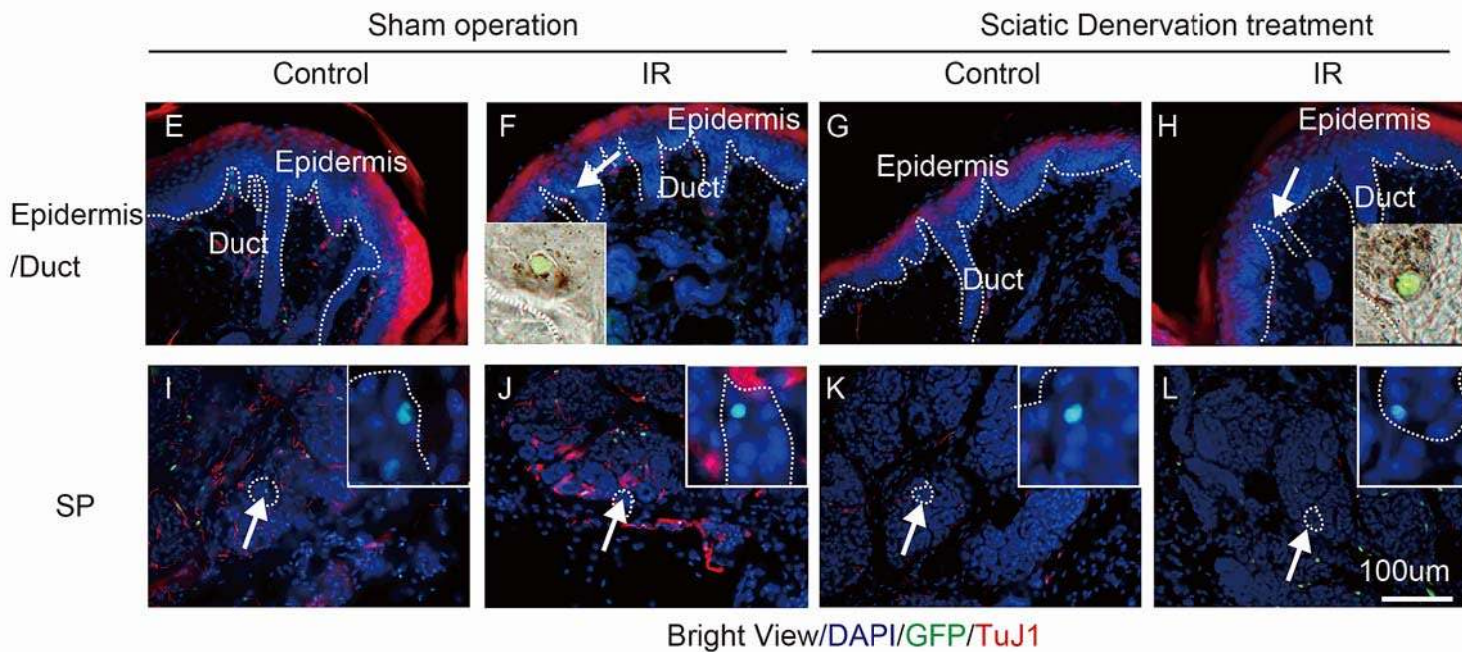 Sham operation Sciatic Denervation treatment
Control IR Control IR
E F G H
Epidermis Epidermis Epidermis Epidermis
Duct Duct Duct Duct
Epidermis
/Duct
I J K L
SP
100um
Bright View/DAPI/GFP/TuJ1